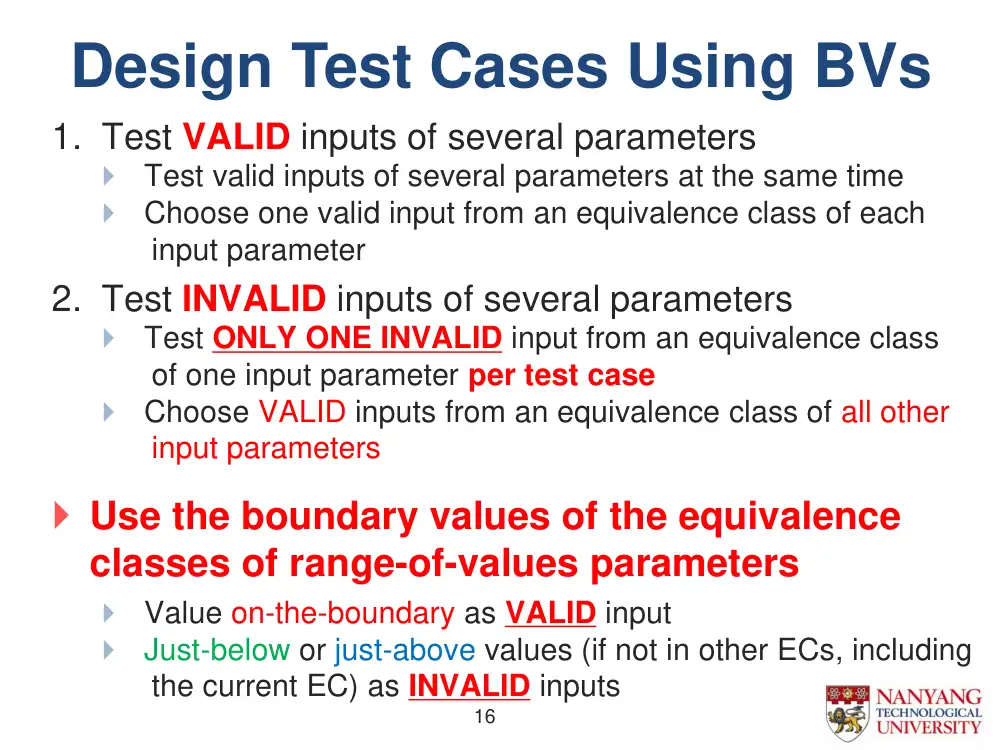 Design Test Cases Using BVs
1. Test VALID inputs of several parameters
Test valid inputs of several parameters at the same time
Choose one valid input from an equivalence class of each
input parameter
2. Test INVALID inputs of several parameters
Test ONLY ONE INVALID input from an equivalence class
of one input parameter per test case
Choose VALID inputs from an equivalence class of all other
input parameters
Use the boundary values of the equivalence
classes of range-of-values parameters
Value on-the-boundary as VALID input
Just-below or just-above values (if not in other ECs, including
the current EC) as INVALID inputs
16
NANYANG
TECHNOLOGICAL
UNIVERSITY